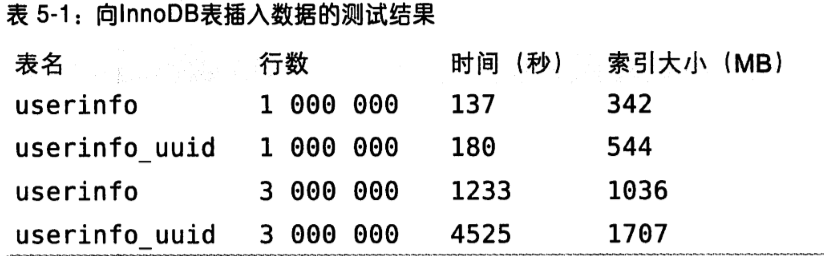 表 5-1：向InnoDB表插入数据的测试结果
表名 行数 时间（秒） 索引大小（MB）
userinfo 1 000 000 137 342
userinfo_uuid 1 000 000 180 544
userinfo 3 000 000 1233 1036
userinfo_uuid 3 000 000 4525 1707